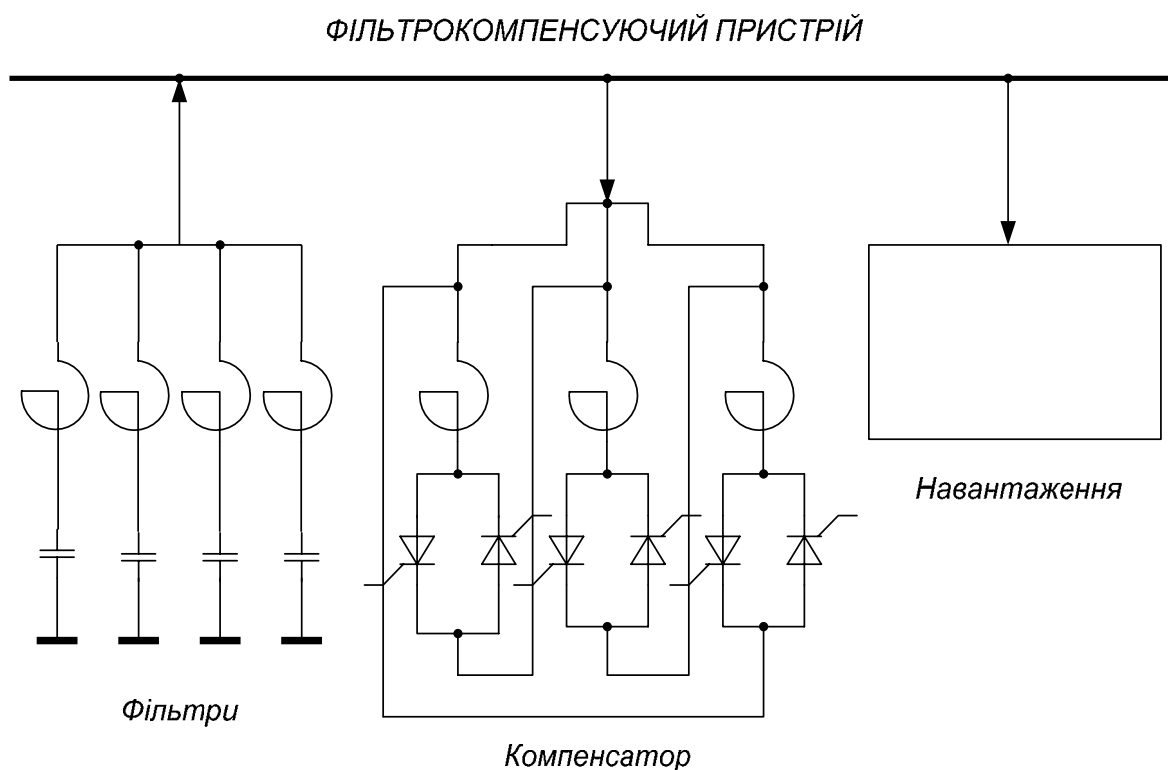 ФІЛЬТРОКОМПЕНСУЮЧИЙ ПРИСТРІЙ
Навантаження
Фільтри
Компенсатор